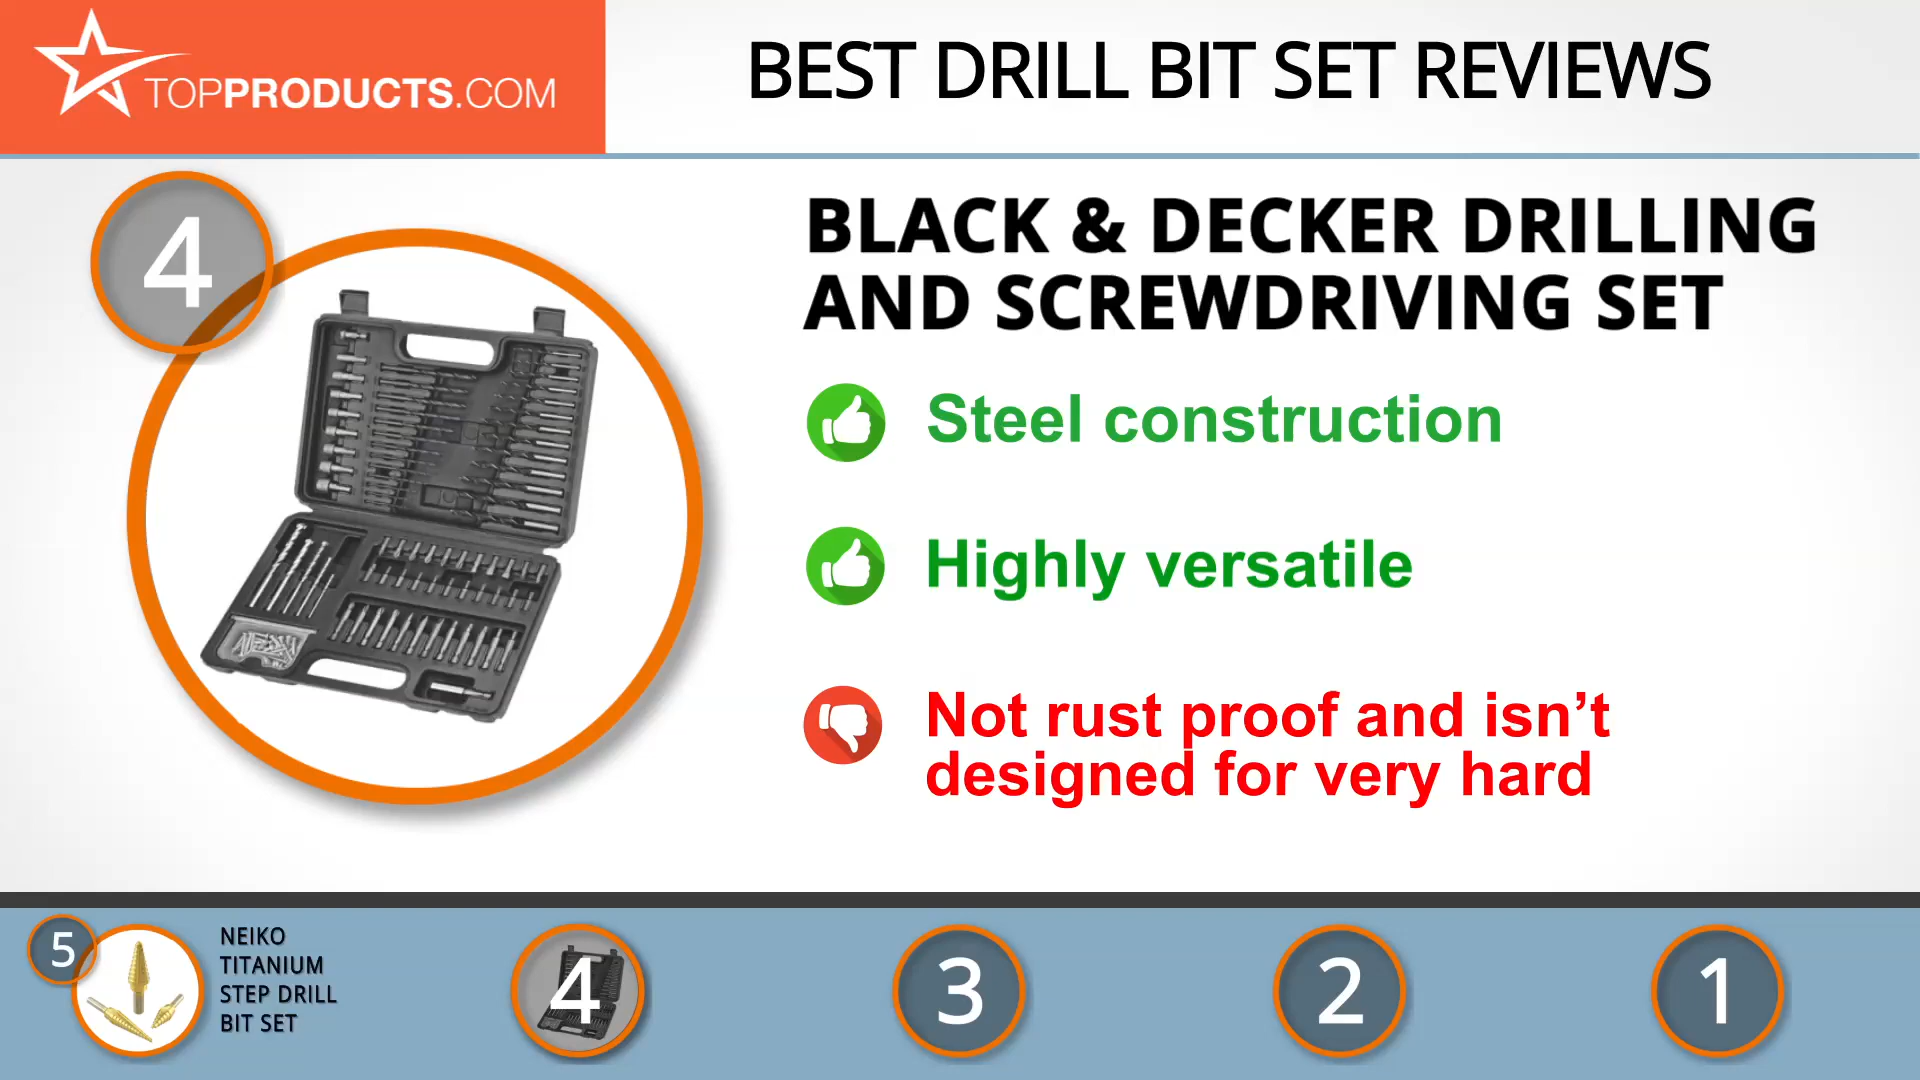 TOPPRODUCTS.COM
BEST DRILL BIT SET REVIEWS
4
BLACK & DECKER DRILLING
AND SCREWDRIVING SET
Steel construction
Highly versatile
Not rust proof and isn’t
designed for very hard
5
NEIKO
TITANIUM
STEP DRILL
BIT SET
4
3
2
1